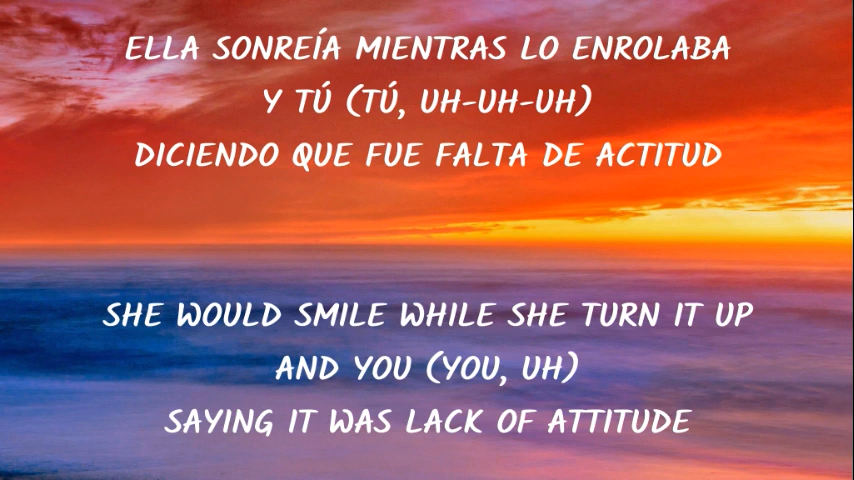 ELLA SONREÍA MIENTRAS LO ENROLABA
Y TÚ (TÚ, UH-UH-UH)
DICIENDO QUE FUE FALTA DE ACTITUD
SHE WOULD SMILE WHILE SHE TURN IT UP
AND YOU (YOU, UH)
SAYING IT WAS LACK OF ATTITUDE